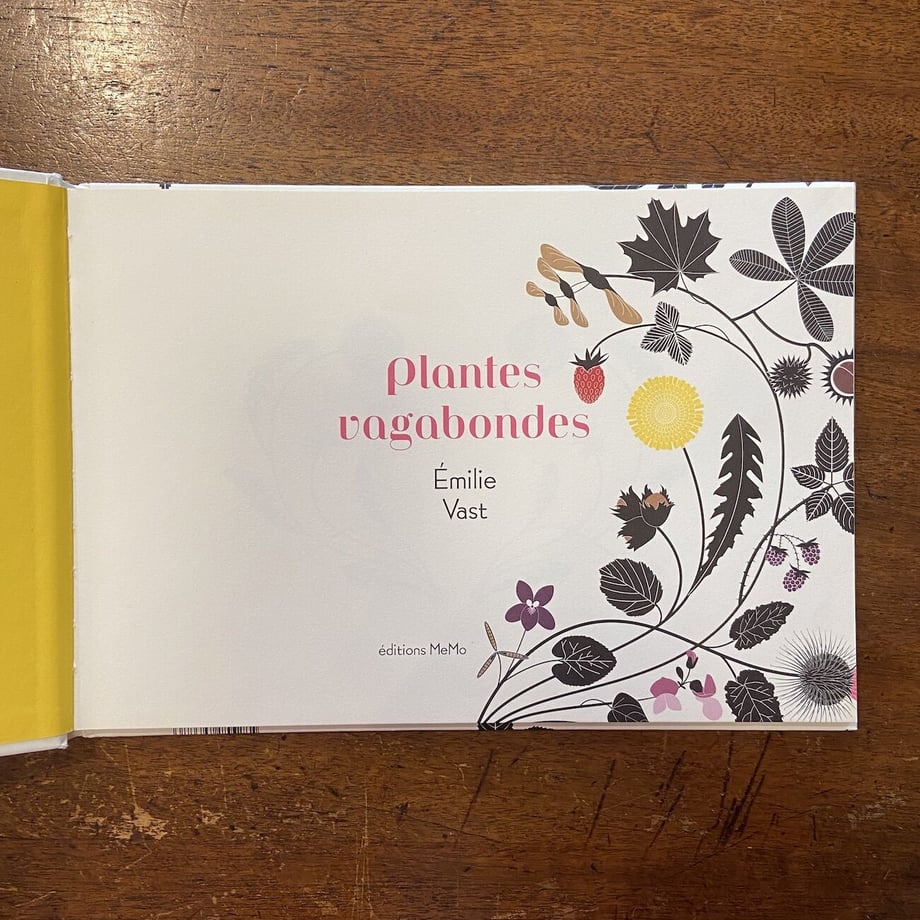 Plantes
vagabondes
Émilie
Vast
éditions MeMo